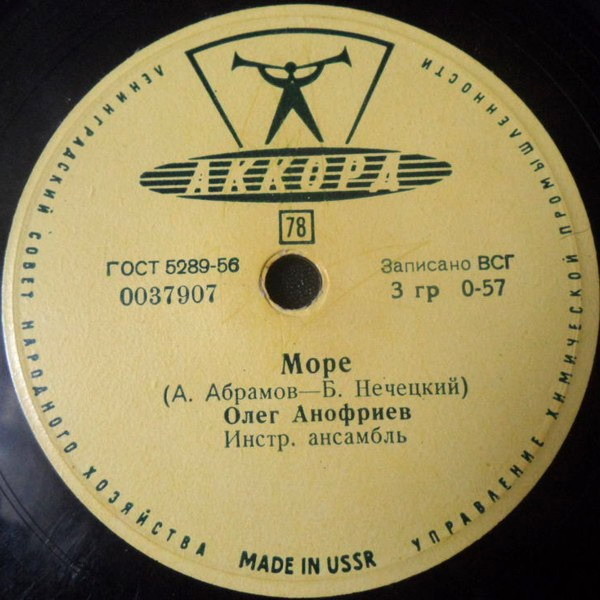 ЛЕНИНГРАДСКИЙ СОВЕТ НАРОДНОГО ХОЗЯЙСТВА
УПРАВЛЕНИЕ ХИМИЧЕСКОЙ ПРОМЫШЛЕННОСТИ
АККОРД
78
ГОСТ 5289-56
0037907
Записано ВСГ
3 гр 0-57
Море
(А. Абрамов—Б. Нечецкий)
Олег Анофриев
Инстр. ансамбль
MADE IN USSR